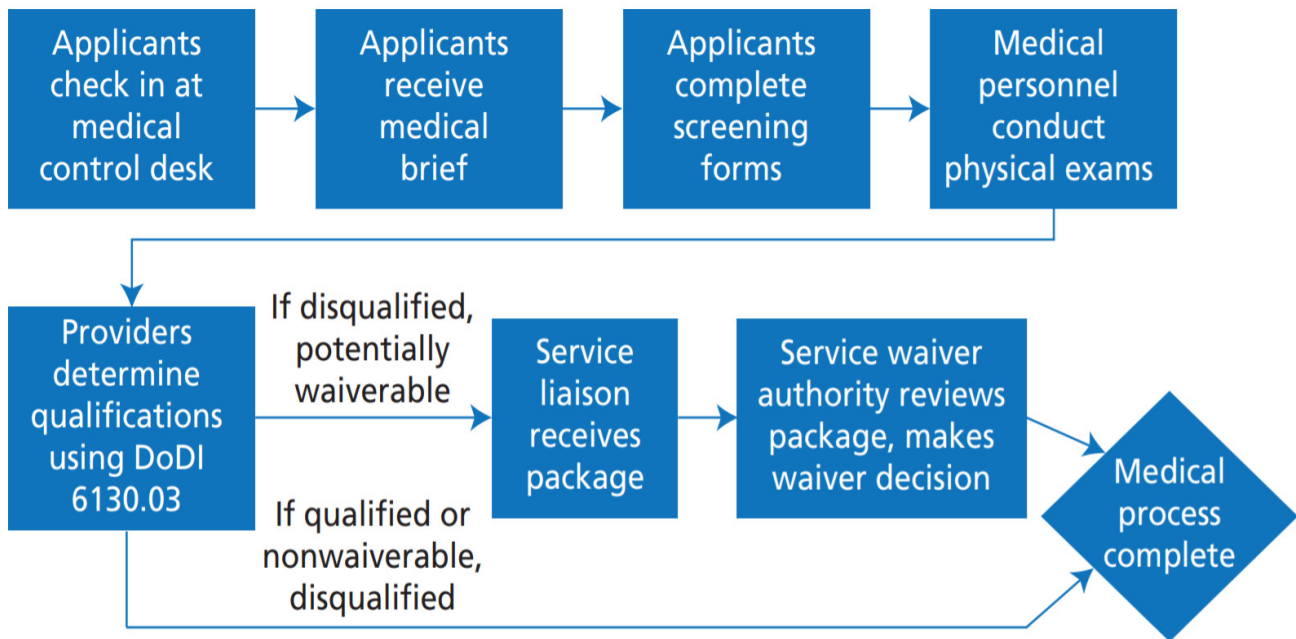 Applicants
check in at
medical
control desk
Applicants
receive
medical
brief
Applicants
complete
screening
forms
Medical
personnel
conduct
physical exams
Providers
determine
qualifications
using DoDI
6130.03
If disqualified,
potentially
waiverable
If qualified or
nonwaiverable,
disqualified
Service
liaison
receives
package
Service waiver
authority reviews
package, makes
waiver decision
Medical
process
complete